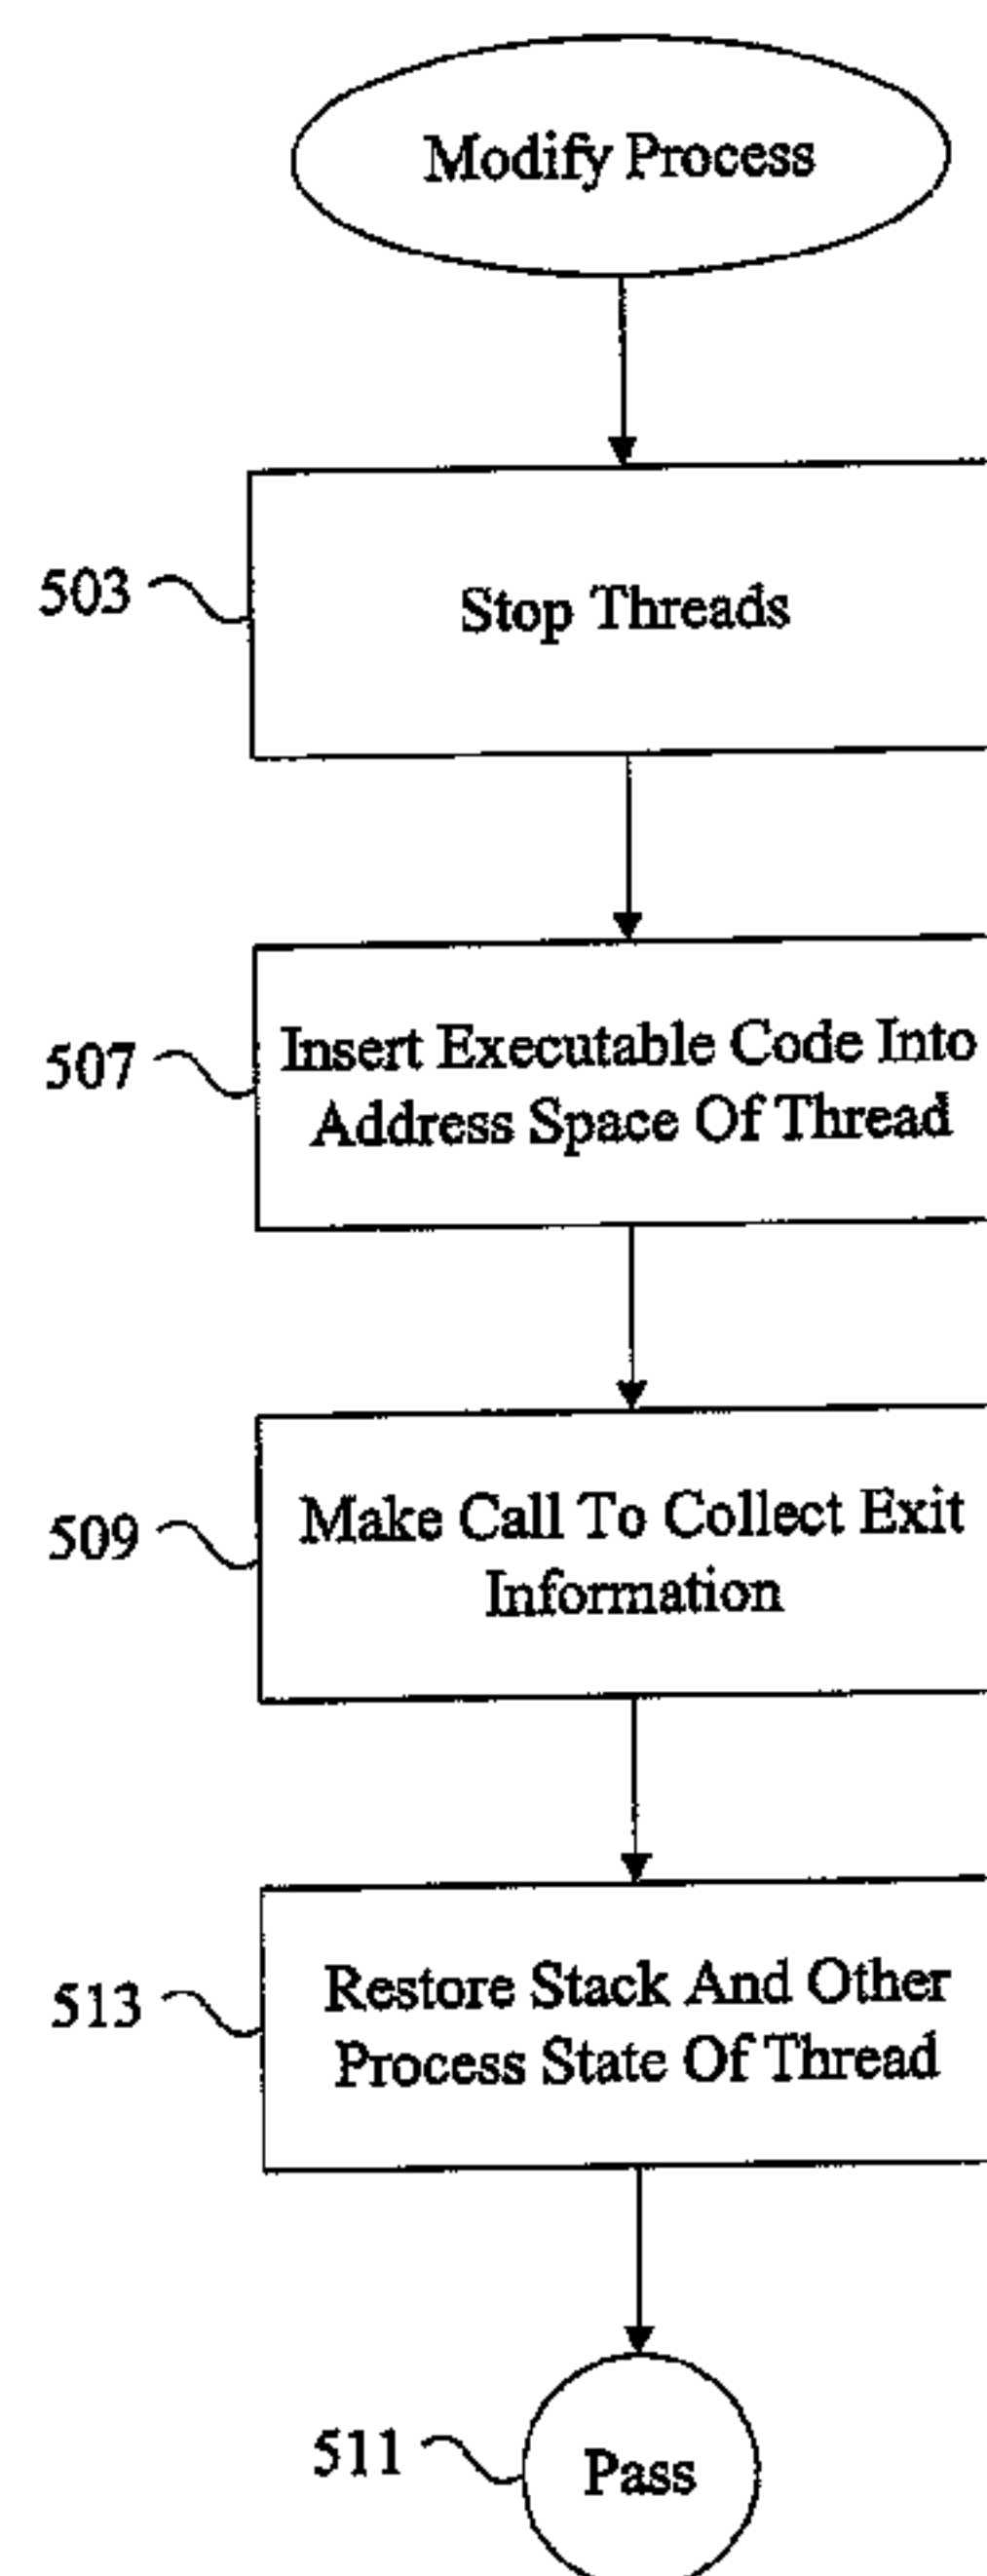 Modify Process
503
Stop Threads
507
Insert Executable Code Into
Address Space Of Thread
509
Make Call To Collect Exit
Information
513
Restore Stack And Other
Process State Of Thread
511
Pass